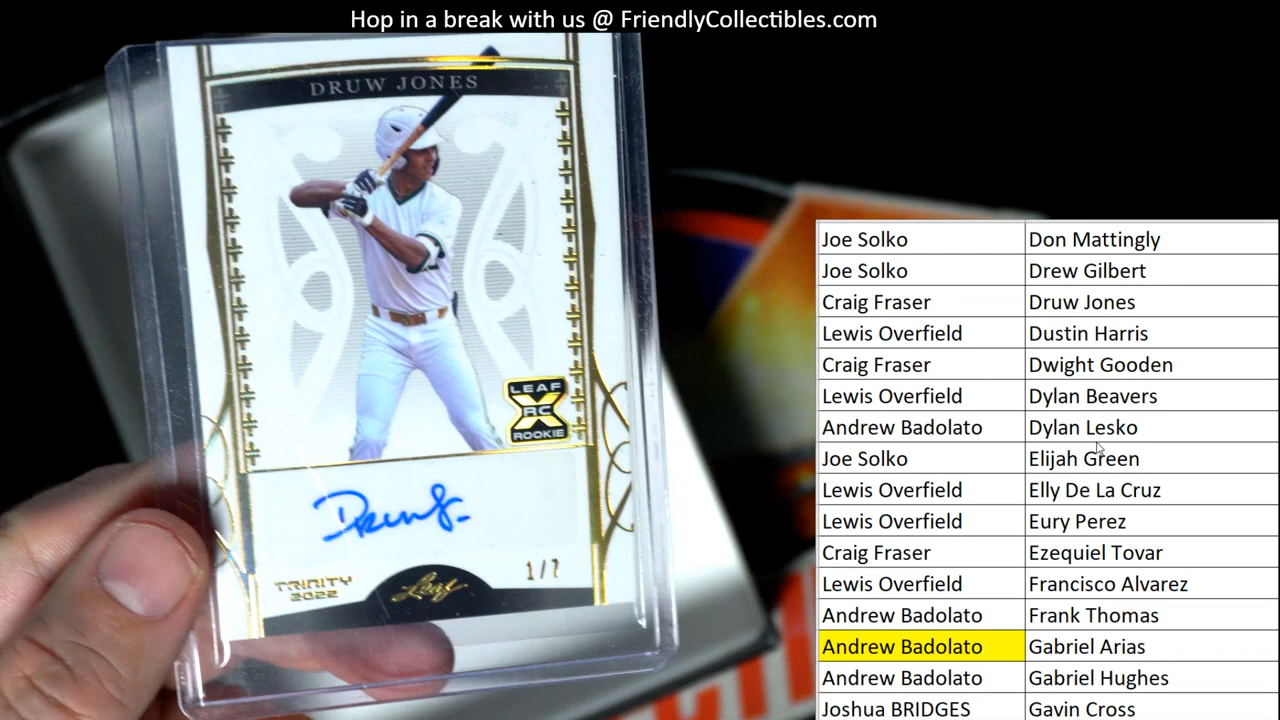 Hop in a break with us @ FriendlyCollectibles.com
DRUW JONES
LEAF
RC
ROOKIE
TRINITY
2022
Leaf
1/7
Joe Solko Don Mattingly
Joe Solko Drew Gilbert
Craig Fraser Druw Jones
Lewis Overfield Dustin Harris
Craig Fraser Dwight Gooden
Lewis Overfield Dylan Beavers
Andrew Badolato Dylan Lesko
Joe Solko Elijah Green
Lewis Overfield Elly De La Cruz
Lewis Overfield Eury Perez
Craig Fraser Ezequiel Tovar
Lewis Overfield Francisco Alvarez
Andrew Badolato Frank Thomas
Andrew Badolato Gabriel Arias
Andrew Badolato Gabriel Hughes
Joshua BRIDGES Gavin Cross